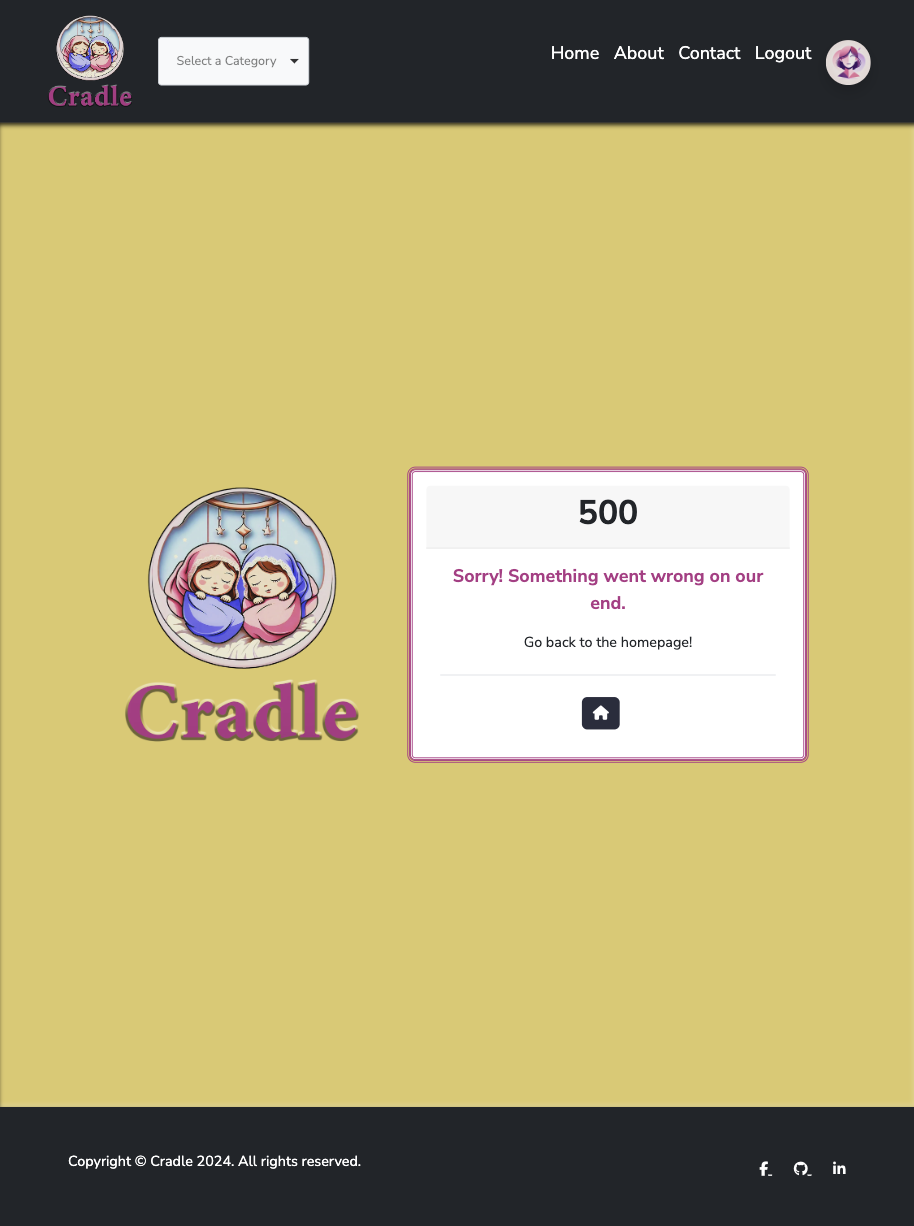 Cradle
Select a Category
Home About Contact Logout
Cradle
500
Sorry! Something went wrong on our
end.
Go back to the homepage!
Copyright © Cradle 2024. All rights reserved.